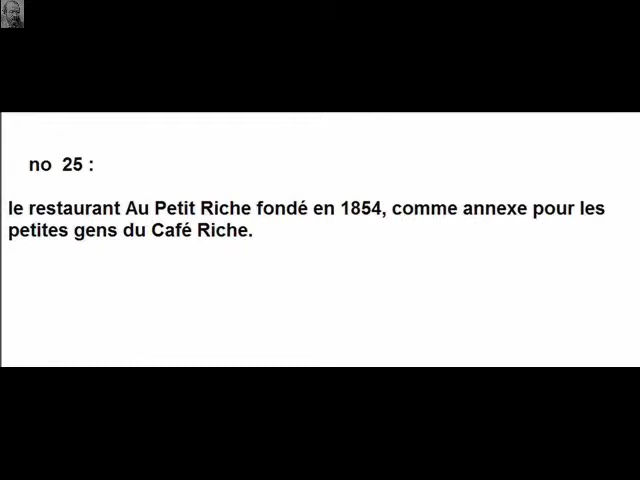 no 25 :
le restaurant Au Petit Riche fondé en 1854, comme annexe pour les
petites gens du Café Riche.